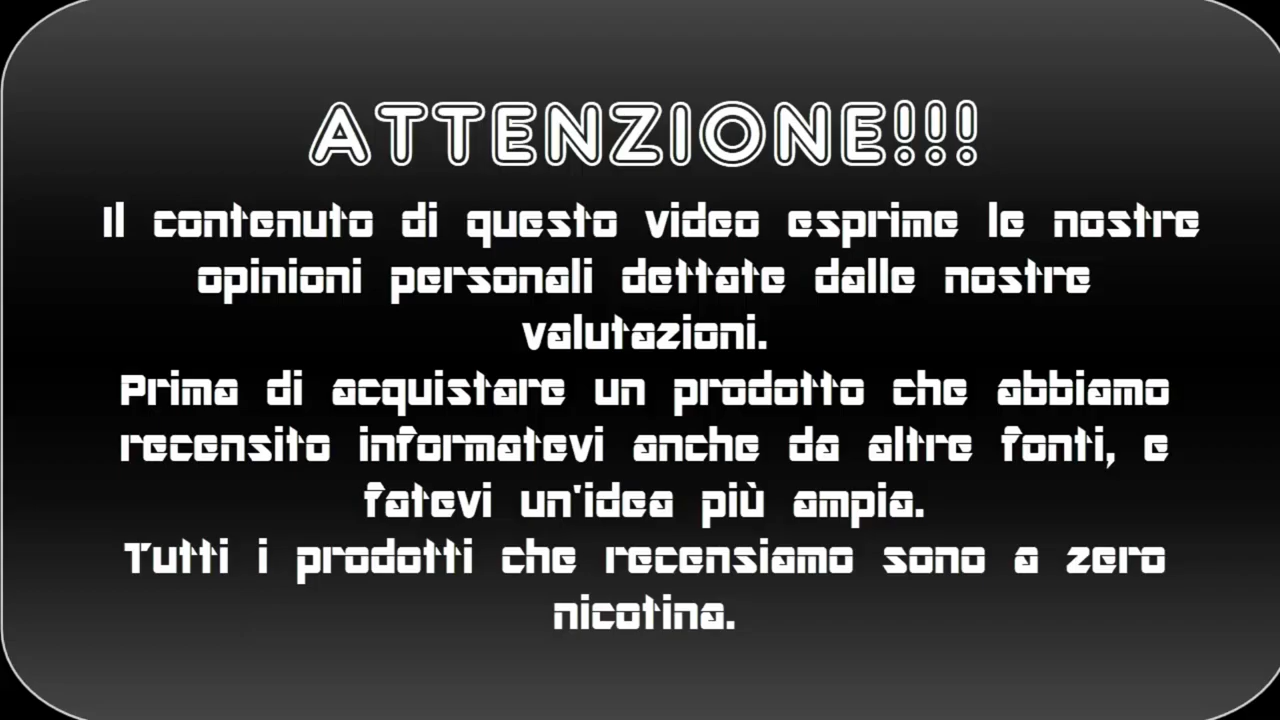 ATTENZIONE!!!
Il contenuto di questo video esprime le nostre
opinioni personali dettate dalle nostre
valutazioni.
Prima di acquistare un prodotto che abbiamo
recensito informatevi anche da altre fonti, e
fatevi un'idea più ampia.
Tutti i prodotti che recensiamo sono a zero
nicotina.